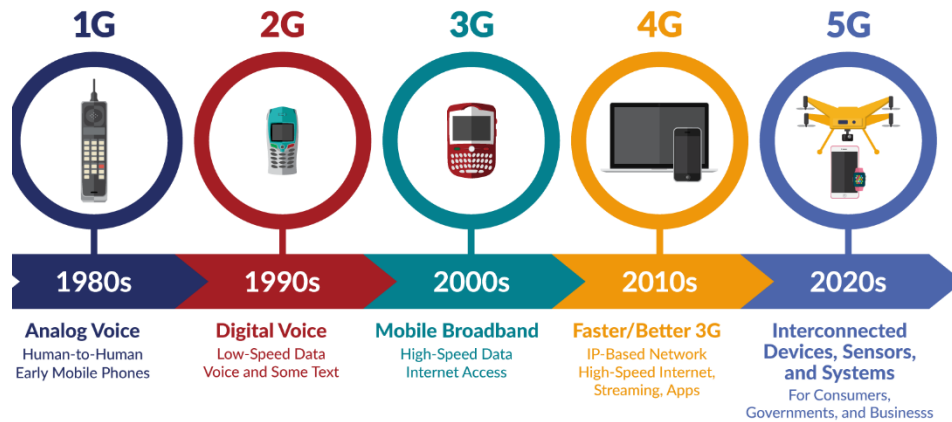 1G
2G
3G
4G
5G
1980s
1990s
2000s
2010s
2020s
Analog Voice
Human-to-Human
Early Mobile Phones
Digital Voice
Low-Speed Data
Voice and Some Text
Mobile Broadband
High-Speed Data
Internet Access
Faster/Better 3G
IP-Based Network
High-Speed Internet,
Streaming, Apps
Interconnected
Devices, Sensors,
and Systems
For Consumers,
Governments, and Businesss